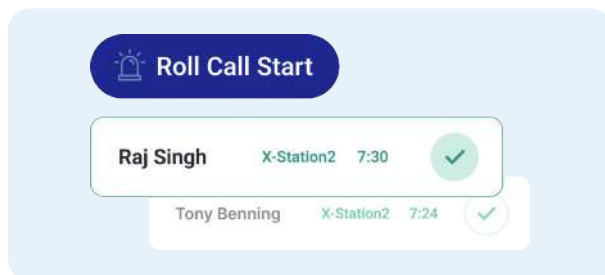 Roll Call Start
Raj Singh X-Station2 7:30
Tony Benning X-Station2 7:24